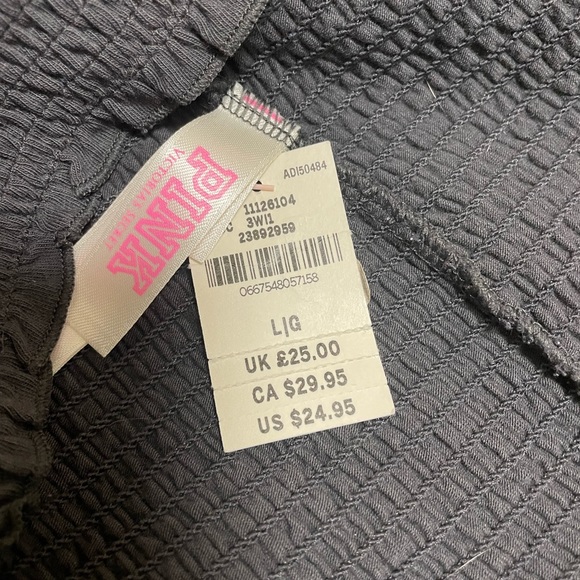 PINK
VICTORIA'S SECRET
ADI50484
11126104
C 3WI1
23892959
0667548057158
L|G
UK £25.00
CA $29.95
US $24.95